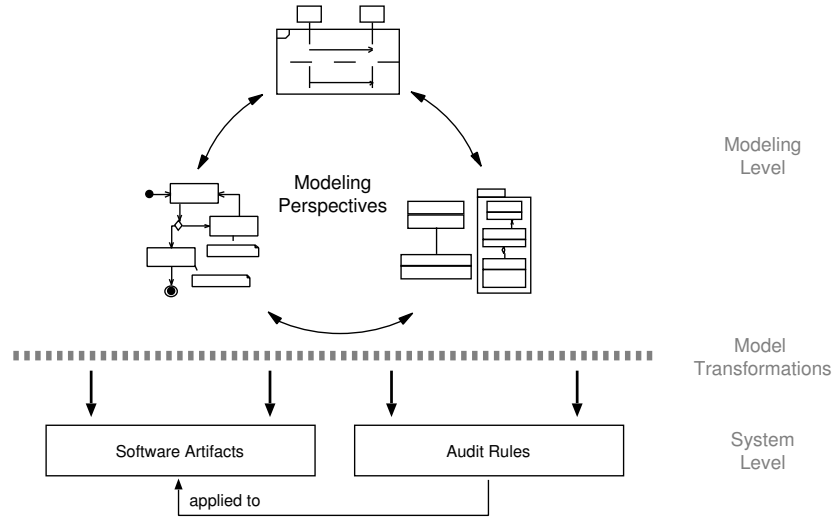 Modeling
Level
Modeling
Perspectives
Model
Transformations
Software Artifacts
Audit Rules
System
Level
applied to